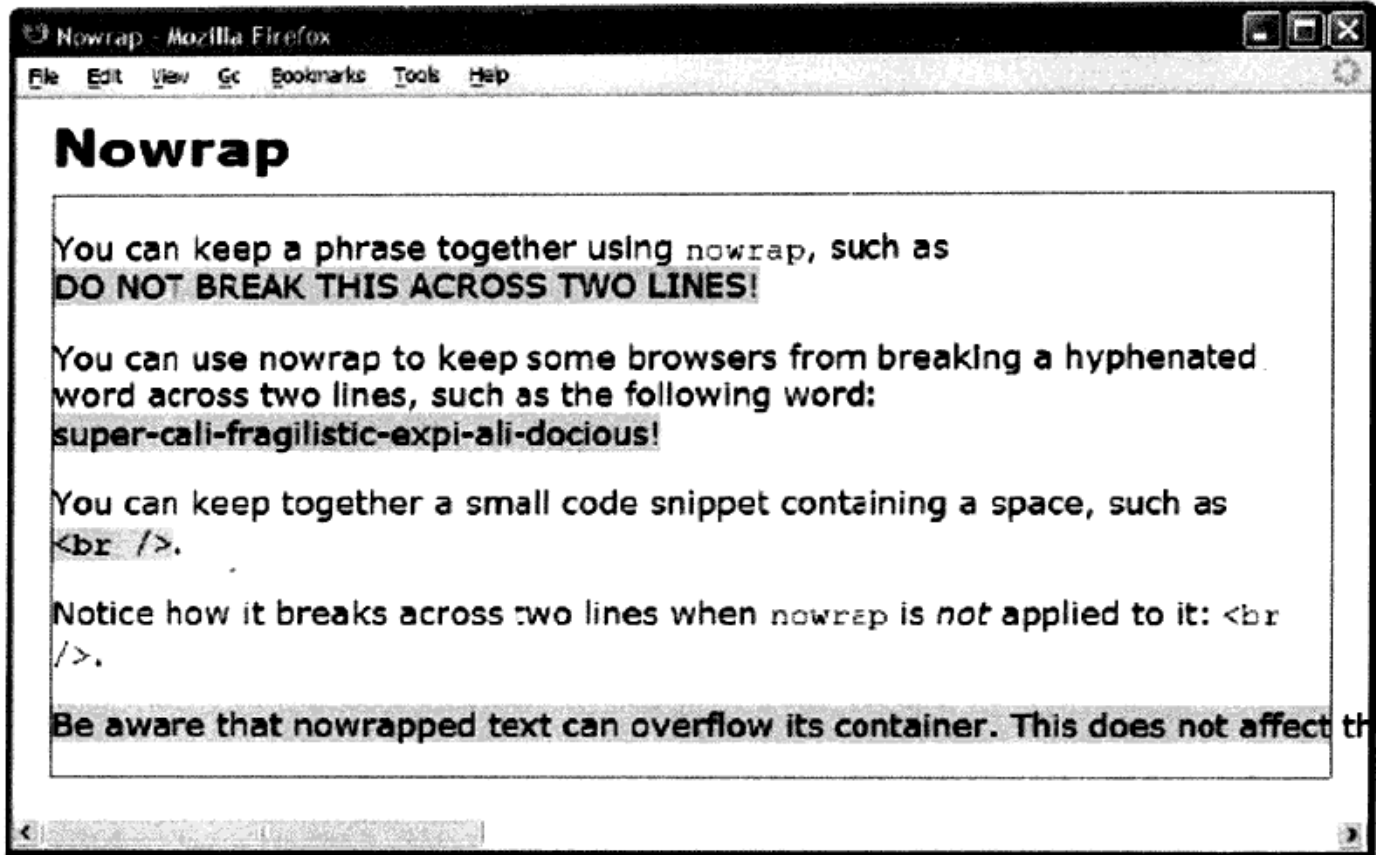 Nowrap - Mozilla Firefox
File Edit View Go Bookmarks Tools Help
Nowrap
You can keep a phrase together using nowrap, such as
DO NOT BREAK THIS ACROSS TWO LINES!
You can use nowrap to keep some browsers from breaking a hyphenated
word across two lines, such as the following word:
super-cali-fragilistic-expi-ali-docious!
You can keep together a small code snippet containing a space, such as
<br />.
Notice how it breaks across two lines when nowrap is not applied to it: <br
/>.
Be aware that nowrapped text can overflow its container. This does not affect th